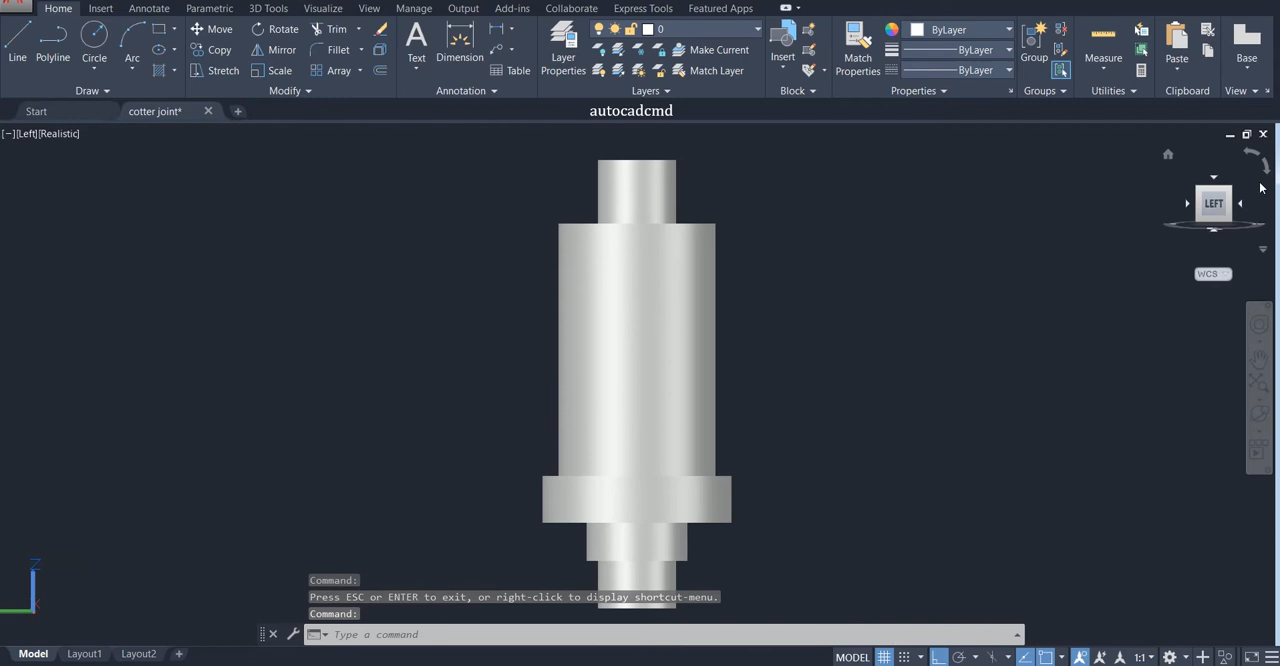 Home Insert Annotate Parametric 3D Tools Visualize View Manage Output Add-ins Collaborate Express Tools Featured Apps
Line Polyline Circle Arc
Move Rotate Trim
Copy Mirror Fillet
Stretch Scale Array
Text Dimension Table
Layer Properties
0
Make Current
Match Layer
Insert
Match Properties
ByLayer
ByLayer
ByLayer
Group Measure Paste Base
Draw Modify Annotation Layers Block Properties Groups Utilities Clipboard View
Start cotter joint*
autocadcmd
[−][Left][Realistic]
LEFT
WCS
Z
X
Command:
Press ESC or ENTER to exit, or right-click to display shortcut-menu.
Command:
Type a command
Model Layout1 Layout2
MODEL 1:1